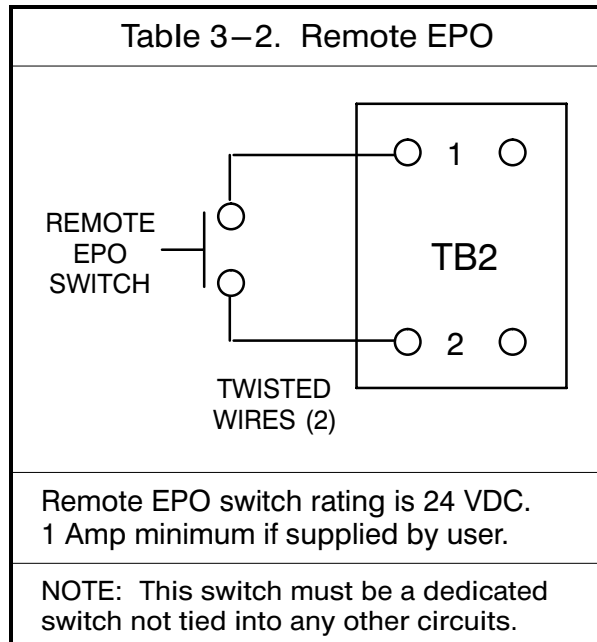 Table 3–2. Remote EPO
1
REMOTE
EPO
SWITCH
TB2
2
TWISTED
WIRES (2)
Remote EPO switch rating is 24 VDC.
1 Amp minimum if supplied by user.
NOTE: This switch must be a dedicated
switch not tied into any other circuits.